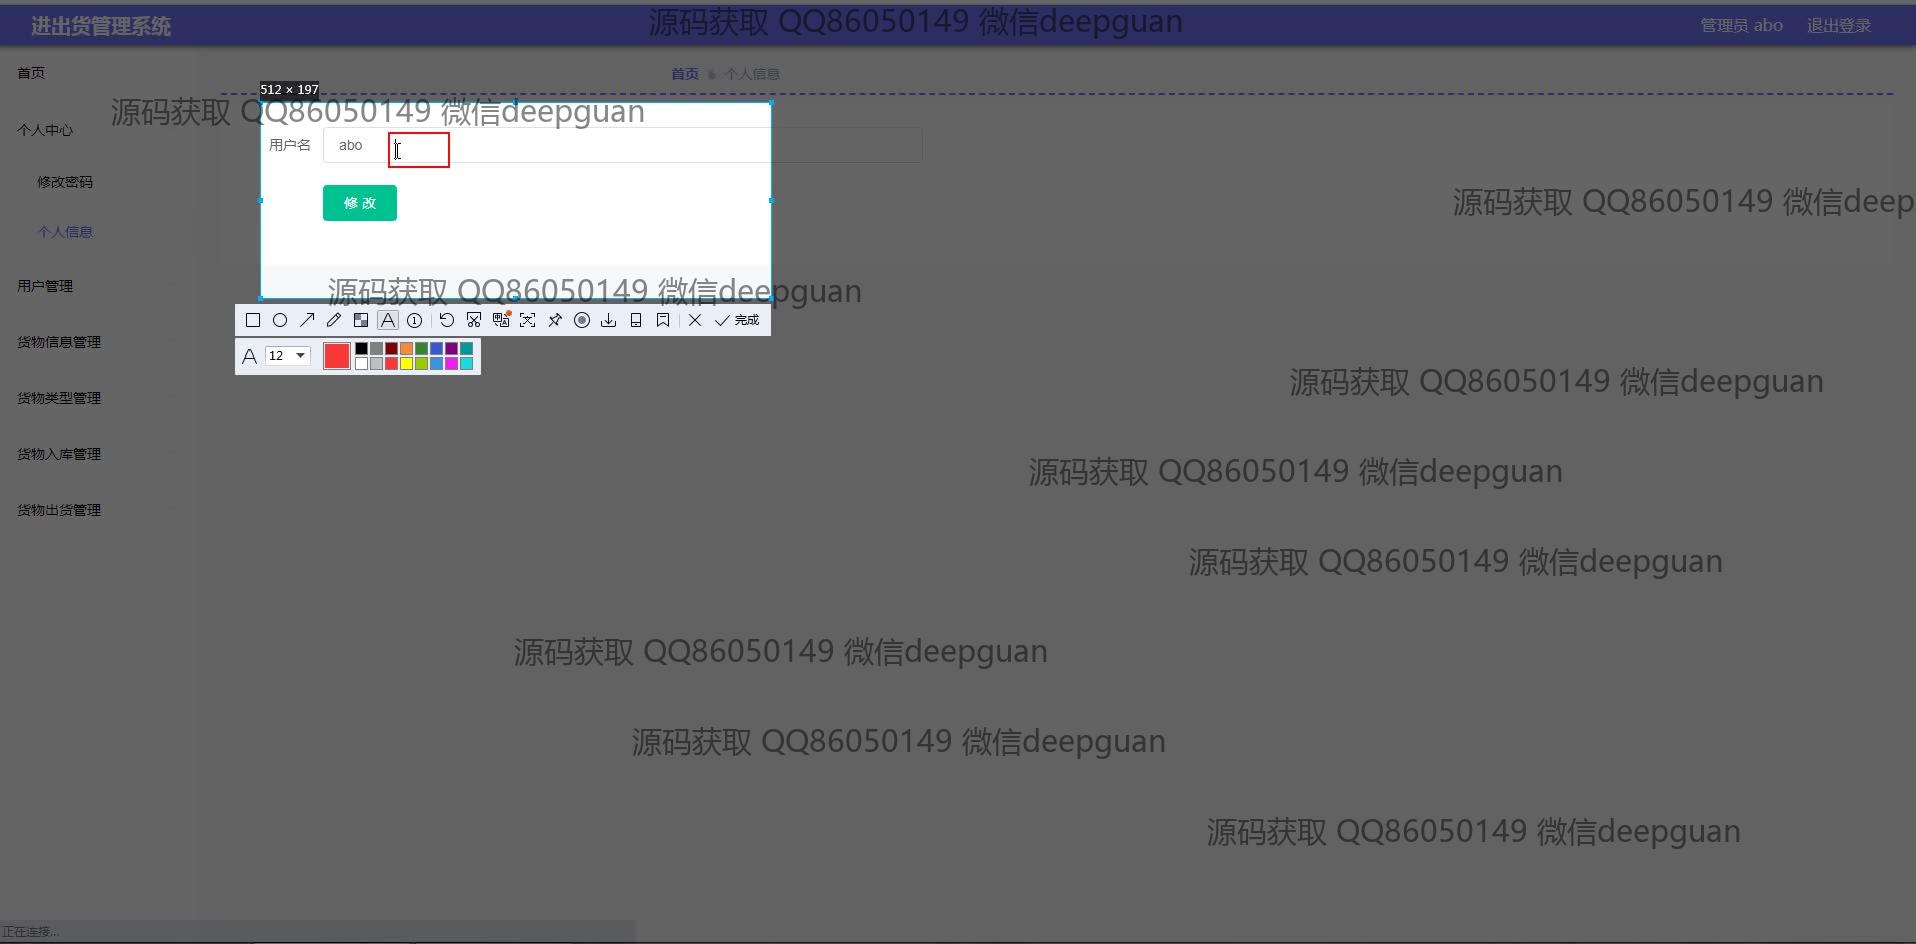 进出货管理系统
源码获取 QQ86050149 微信deepguan
管理员 abo
退出登录
首页
首页
个人信息
512 × 197
源码获取 QQ86050149 微信deepguan
个人中心
用户名
abo
修改密码
修 改
源码获取 QQ86050149 微信deep
个人信息
用户管理
源码获取 QQ86050149 微信deepguan
A
1
完成
货物信息管理
A
12
源码获取 QQ86050149 微信deepguan
货物类型管理
货物入库管理
源码获取 QQ86050149 微信deepguan
货物出货管理
源码获取 QQ86050149 微信deepguan
源码获取 QQ86050149 微信deepguan
源码获取 QQ86050149 微信deepguan
源码获取 QQ86050149 微信deepguan
正在连接...